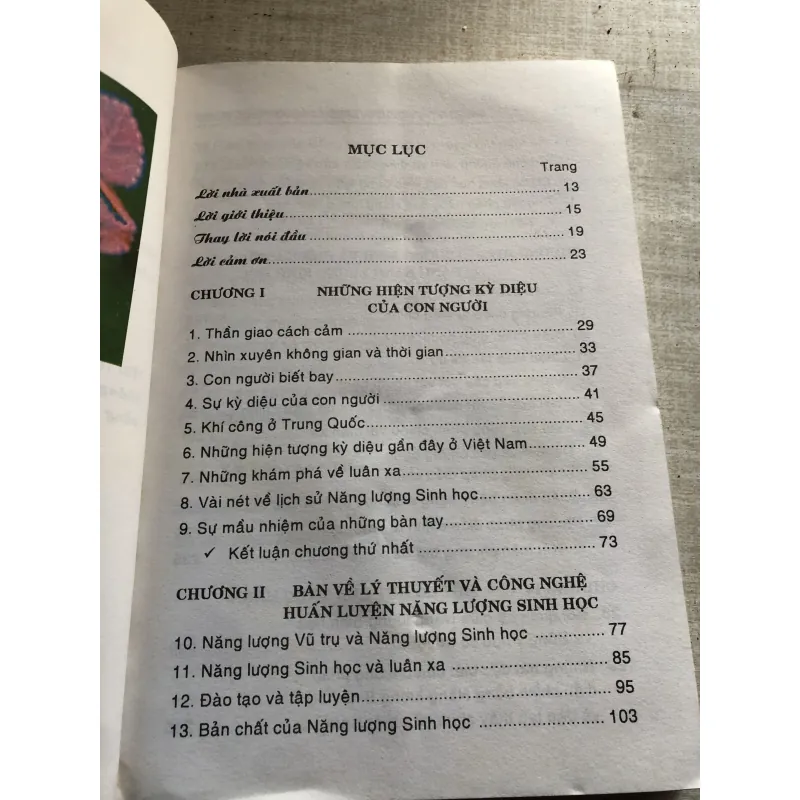 MỤC LỤC
Trang
Lời nhà xuất bản.......................................................... 13
Lời giới thiệu................................................................ 15
Thay lời nói đầu ........................................................... 19
Lời cảm ơn.................................................................... 23
CHƯƠNG I NHỮNG HIỆN TƯỢNG KỲ DIỆU
CỦA CON NGƯỜI
1. Thần giao cách cảm .................................................. 29
2. Nhìn xuyên không gian và thời gian............................. 33
3. Con người biết bay..................................................... 37
4. Sự kỳ diệu của con người ........................................... 41
5. Khí công ở Trung Quốc............................................... 45
6. Những hiện tượng kỳ diệu gần đây ở Việt Nam............ 49
7. Những khám phá về luân xa........................................ 55
8. Vài nét về lịch sử Năng lượng Sinh học........................ 63
9. Sự mầu nhiệm của những bàn tay................................ 69
✓ Kết luận chương thứ nhất ........................................ 73
CHƯƠNG II BÀN VỀ LÝ THUYẾT VÀ CÔNG NGHỆ
HUẤN LUYỆN NĂNG LƯỢNG SINH HỌC
10. Năng lượng Vũ trụ và Năng lượng Sinh học ............... 77
11. Năng lượng Sinh học và luân xa ................................ 85
12. Đào tạo và tập luyện................................................. 95
13. Bản chất của Năng lượng Sinh học .......................... 103